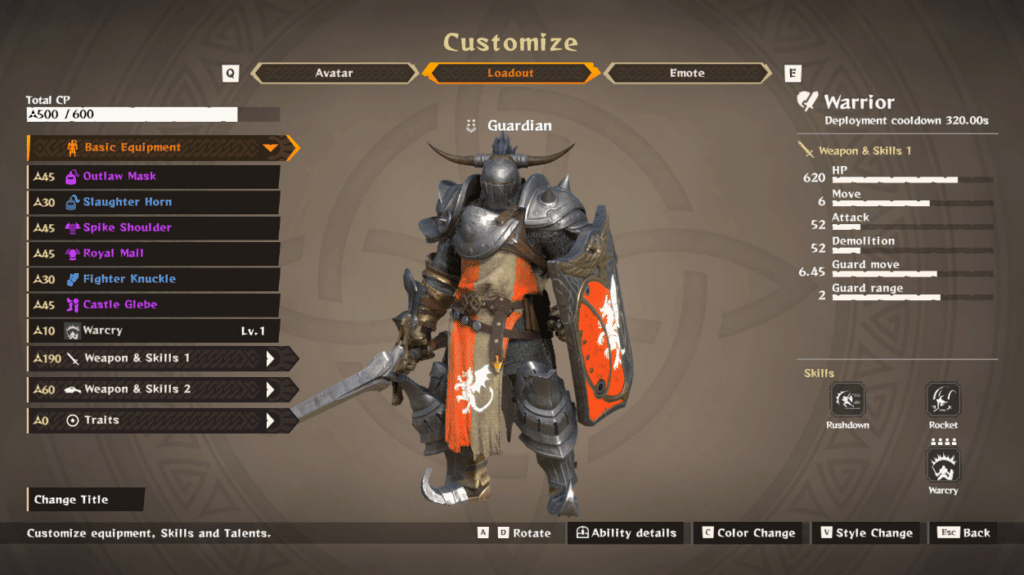 Customize
Q Avatar Loadout Emote E
Total CP
500 / 600
Basic Equipment
45 Outlaw Mask
30 Slaughter Horn
45 Spike Shoulder
45 Royal Mail
30 Fighter Knuckle
45 Castle Glebe
10 Warcry Lv.1
190 Weapon & Skills 1
60 Weapon & Skills 2
0 Traits
Change Title
Guardian
Warrior
Deployment cooldown 320.00s
Weapon & Skills 1
HP
620
Move
6
Attack
52
Demolition
52
Guard move
6.45
Guard range
2
Skills
Rushdown Rocket
Warcry
Customize equipment, Skills and Talents.
A D Rotate Ability details C Color Change V Style Change Esc Back